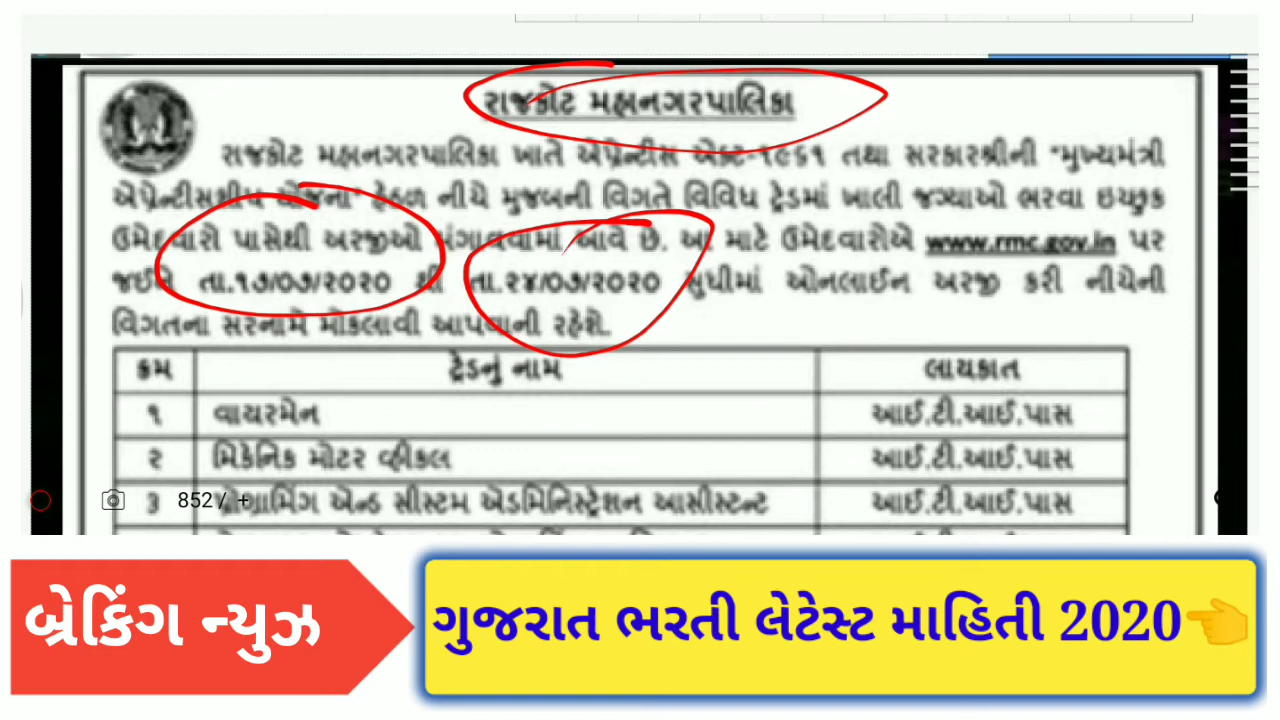 રાજકોટ મહાનગરપાલિકા
રાજકોટ મહાનગરપાલિકા ખાતે એપ્રેન્ટીસ એક્ટ-૧૯૬૧ તથા સરકારશ્રીની "મુખ્યમંત્રી
એપ્રેન્ટીસશીપ યોજના" હેઠળ નીચે મુજબની વિગતે વિવિધ ટ્રેડમાં ખાલી જગ્યાઓ ભરવા ઇચ્છુક
ઉમેદવારો પાસેથી અરજીઓ મંગાવવામાં આવે છે. આ માટે ઉમેદવારોએ www.rmc.gov.in પર
જઈને તા.૧૭/૦૭/૨૦૨૦ થી તા.૨૪/૦૭/૨૦૨૦ સુધીમાં ઓનલાઈન અરજી કરી નીચેની
વિગતના સરનામે મોકલાવી આપવાની રહેશે.
ક્રમ ટ્રેડનું નામ લાયકાત
૧ વાયરમેન આઈ.ટી.આઈ.પાસ
૨ મિકેનિક મોટર વ્હીકલ આઈ.ટી.આઈ.પાસ
852 / +
૩ પ્રોગ્રામિંગ એન્ડ સીસ્ટમ એડમિનિસ્ટ્રેશન આસીસ્ટન્ટ આઈ.ટી.આઈ.પાસ
બ્રેકિંગ ન્યુઝ
ગુજરાત ભરતી લેટેસ્ટ માહિતી 2020